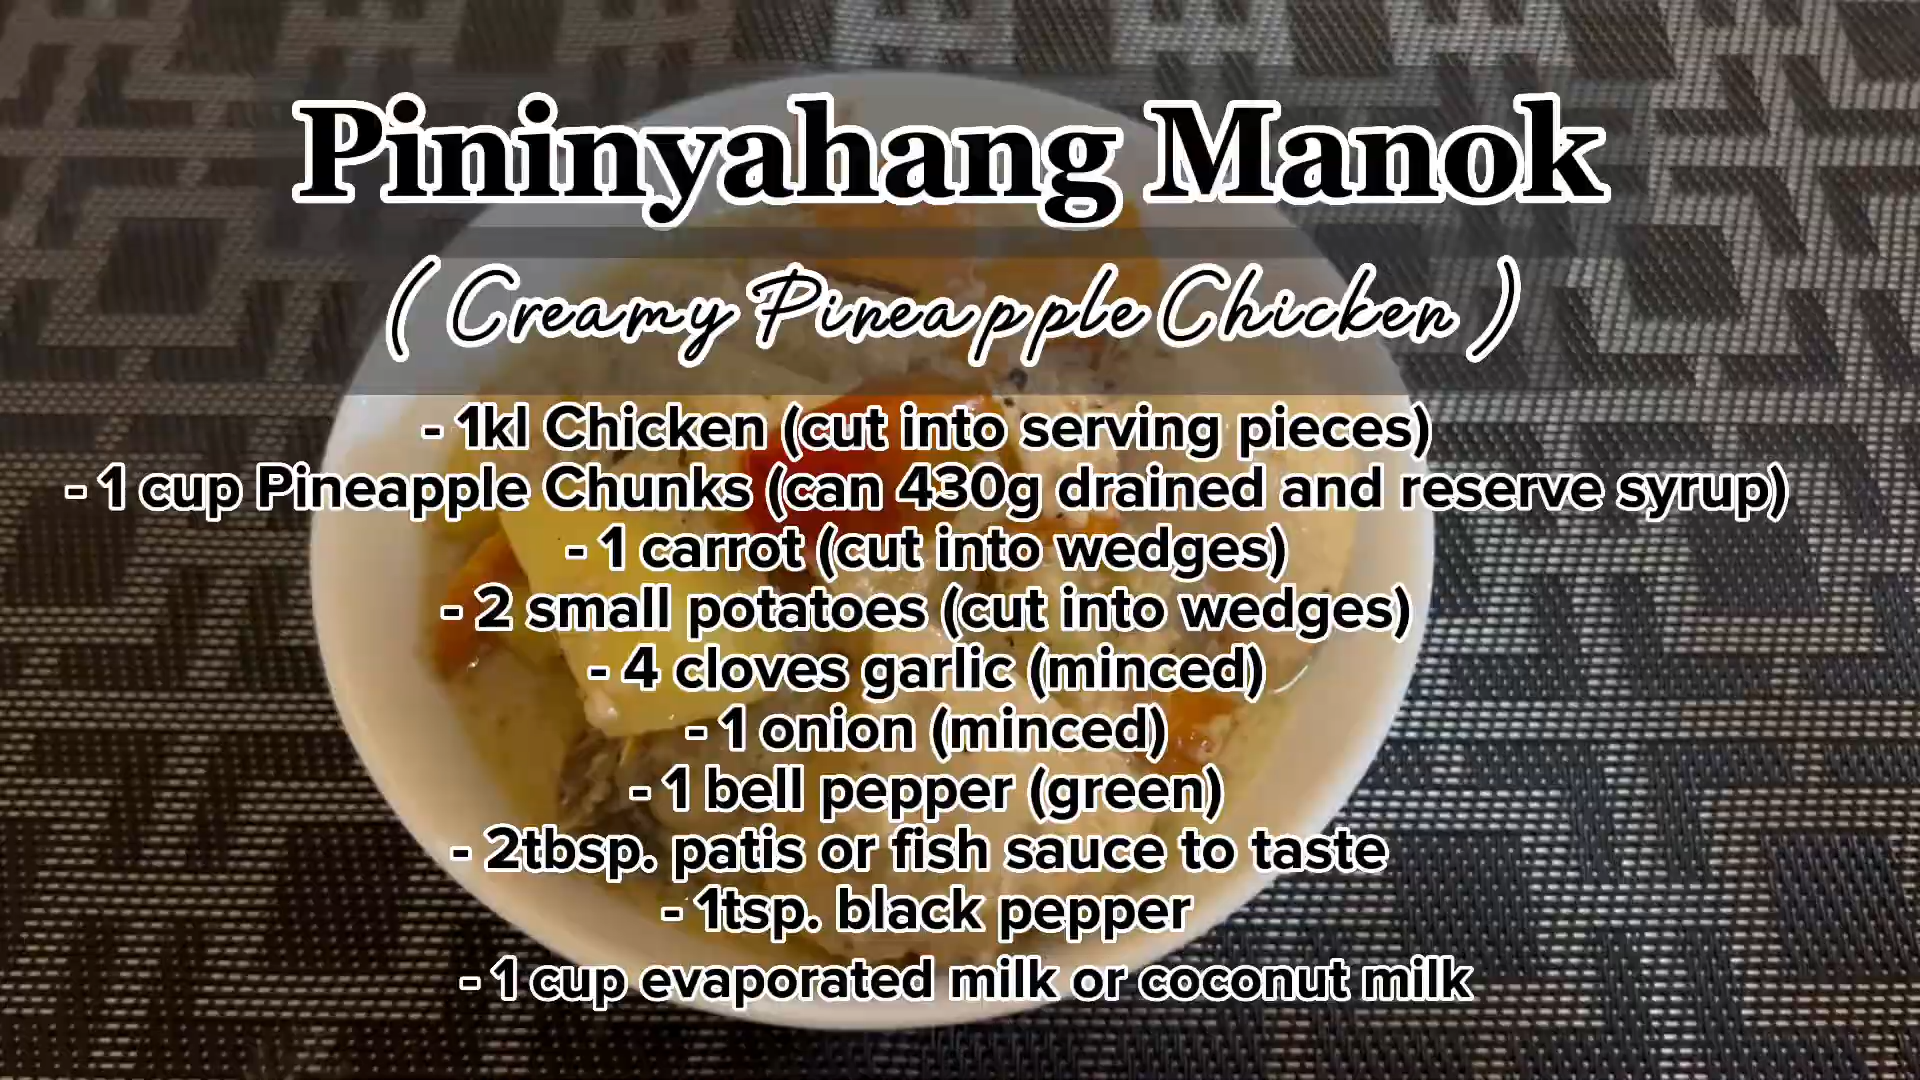 Pininyahang Manok
( Creamy Pineapple Chicken )
- 1kl Chicken (cut into serving pieces)
- 1 cup Pineapple Chunks (can 430g drained and reserve syrup)
- 1 carrot (cut into wedges)
- 2 small potatoes (cut into wedges)
- 4 cloves garlic (minced)
- 1 onion (minced)
- 1 bell pepper (green)
- 2tbsp. patis or fish sauce to taste
- 1tsp. black pepper
- 1 cup evaporated milk or coconut milk